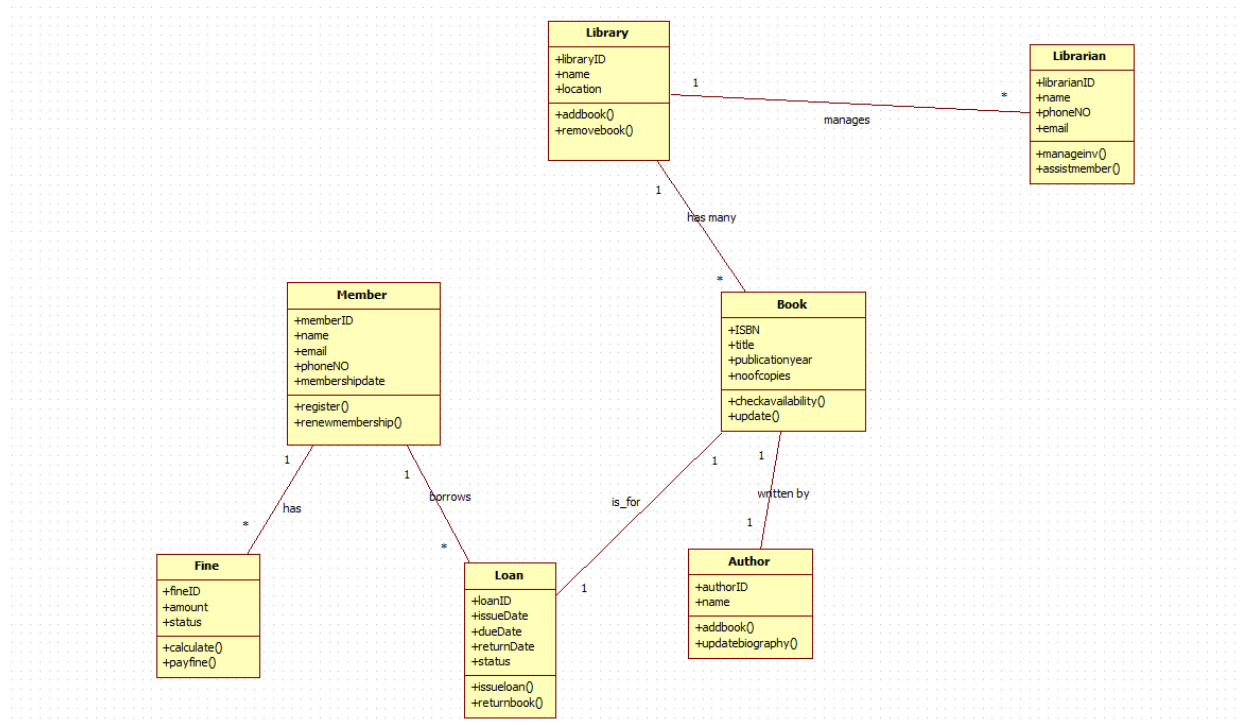 Library
+libraryID
+name
+location
+addbook()
+removebook()
Librarian
+librarianID
+name
+phoneNO
+email
+manageinv()
+assistmember()
1
*
manages
1
has many
*
Member
+memberID
+name
+email
+phoneNO
+membershipdate
+register()
+renewmembership()
Book
+ISBN
+title
+publicationyear
+noofcopies
+checkavailability()
+update()
1
has
*
1
borrows
*
1
is_for
1
1
written by
1
Fine
+fineID
+amount
+status
+calculate()
+payfine()
Loan
+loanID
+issueDate
+dueDate
+returnDate
+status
+issueloan()
+returnbook()
Author
+authorID
+name
+addbook()
+updatebiography()